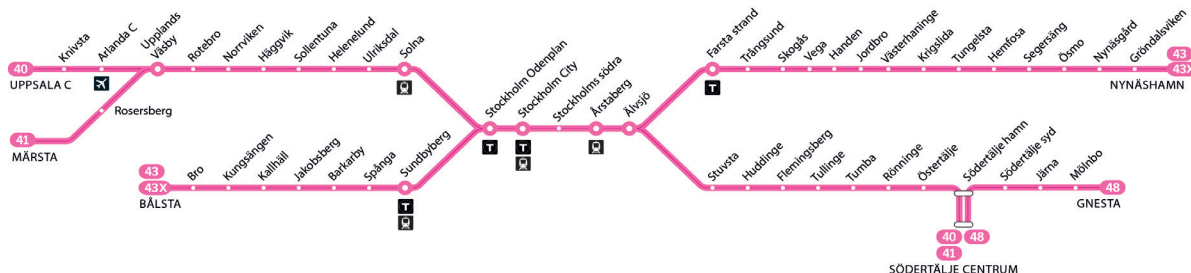 40
UPPSALA C
Knivsta
Arlanda C
Upplands
Väsby
Rotebro
Norrviken
Häggvik
Sollentuna
Helenelund
Ulriksdal
Solna
Rosersberg
41
MÄRSTA
43
43X
BÅLSTA
Bro
Kungsängen
Kallhäll
Jakobsberg
Barkarby
Spånga
Sundbyberg
T
Stockholm Odenplan
T
Stockholm City
T
Stockholms södra
Årstaberg
Älvsjö
Farsta strand
T
Trångsund
Skogås
Vega
Handen
Jordbro
Västerhaninge
Krigslida
Tungelsta
Hemfosa
Segersäng
Ösmo
Nynäsgård
Gröndalsviken
43
43X
NYNÄSHAMN
Stuvsta
Huddinge
Flemingsberg
Tullinge
Tumba
Rönninge
Östertälje
Södertälje hamn
Södertälje syd
Järna
Mölnbo
48
GNESTA
40 48
41
SÖDERTÄLJE CENTRUM